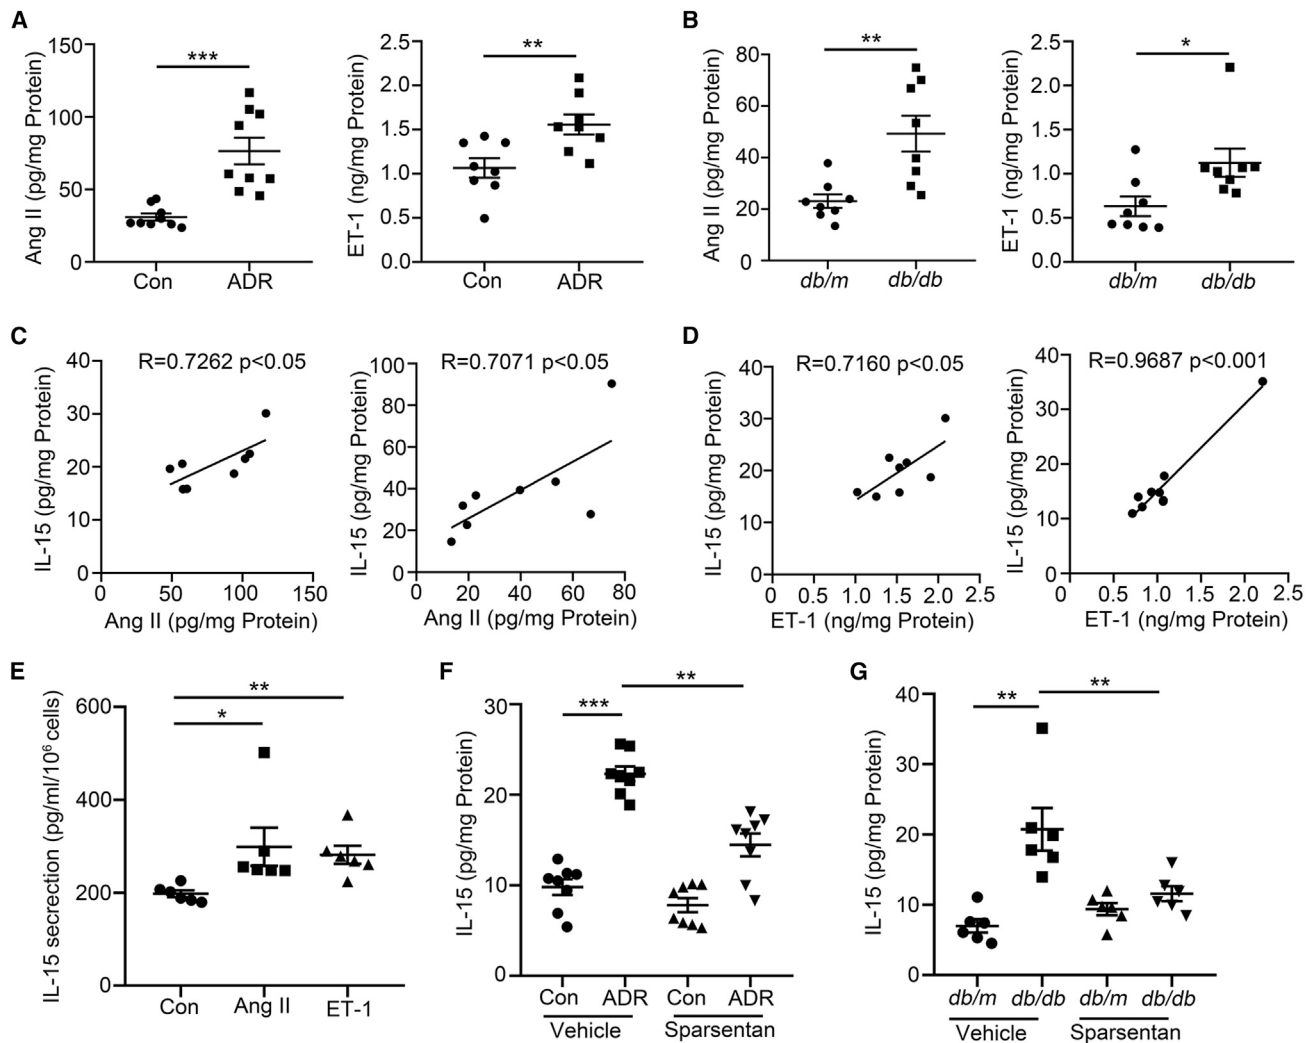 A
Ang II (pg/mg Protein)
150
100
50
0
***
Con
ADR
ET-1 (ng/mg Protein)
2.5
2.0
1.5
1.0
0.5
0.0
**
Con
ADR
B
Ang II (pg/mg Protein)
80
60
40
20
0
**
db/m
db/db
ET-1 (ng/mg Protein)
2.5
2.0
1.5
1.0
0.5
0.0
*
db/m
db/db
C
R=0.7262 p<0.05
IL-15 (pg/mg Protein)
40
30
20
10
0
0 50 100 150
Ang II (pg/mg Protein)
R=0.7071 p<0.05
IL-15 (pg/mg Protein)
100
80
60
40
20
0
0 20 40 60 80
Ang II (pg/mg Protein)
D
R=0.7160 p<0.05
IL-15 (pg/mg Protein)
40
30
20
10
0
0 0.5 1.0 1.5 2.0 2.5
ET-1 (ng/mg Protein)
R=0.9687 p<0.001
IL-15 (pg/mg Protein)
40
30
20
10
0
0 0.5 1.0 1.5 2.0 2.5
ET-1 (ng/mg Protein)
E
IL-15 secrection (pg/ml/10⁶ cells)
600
400
200
0
**
*
Con
Ang II
ET-1
F
IL-15 (pg/mg Protein)
30
20
10
0
***
**
Con ADR Con ADR
Vehicle Sparsentan
G
IL-15 (pg/mg Protein)
40
30
20
10
0
**
**
db/m db/db db/m db/db
Vehicle Sparsentan